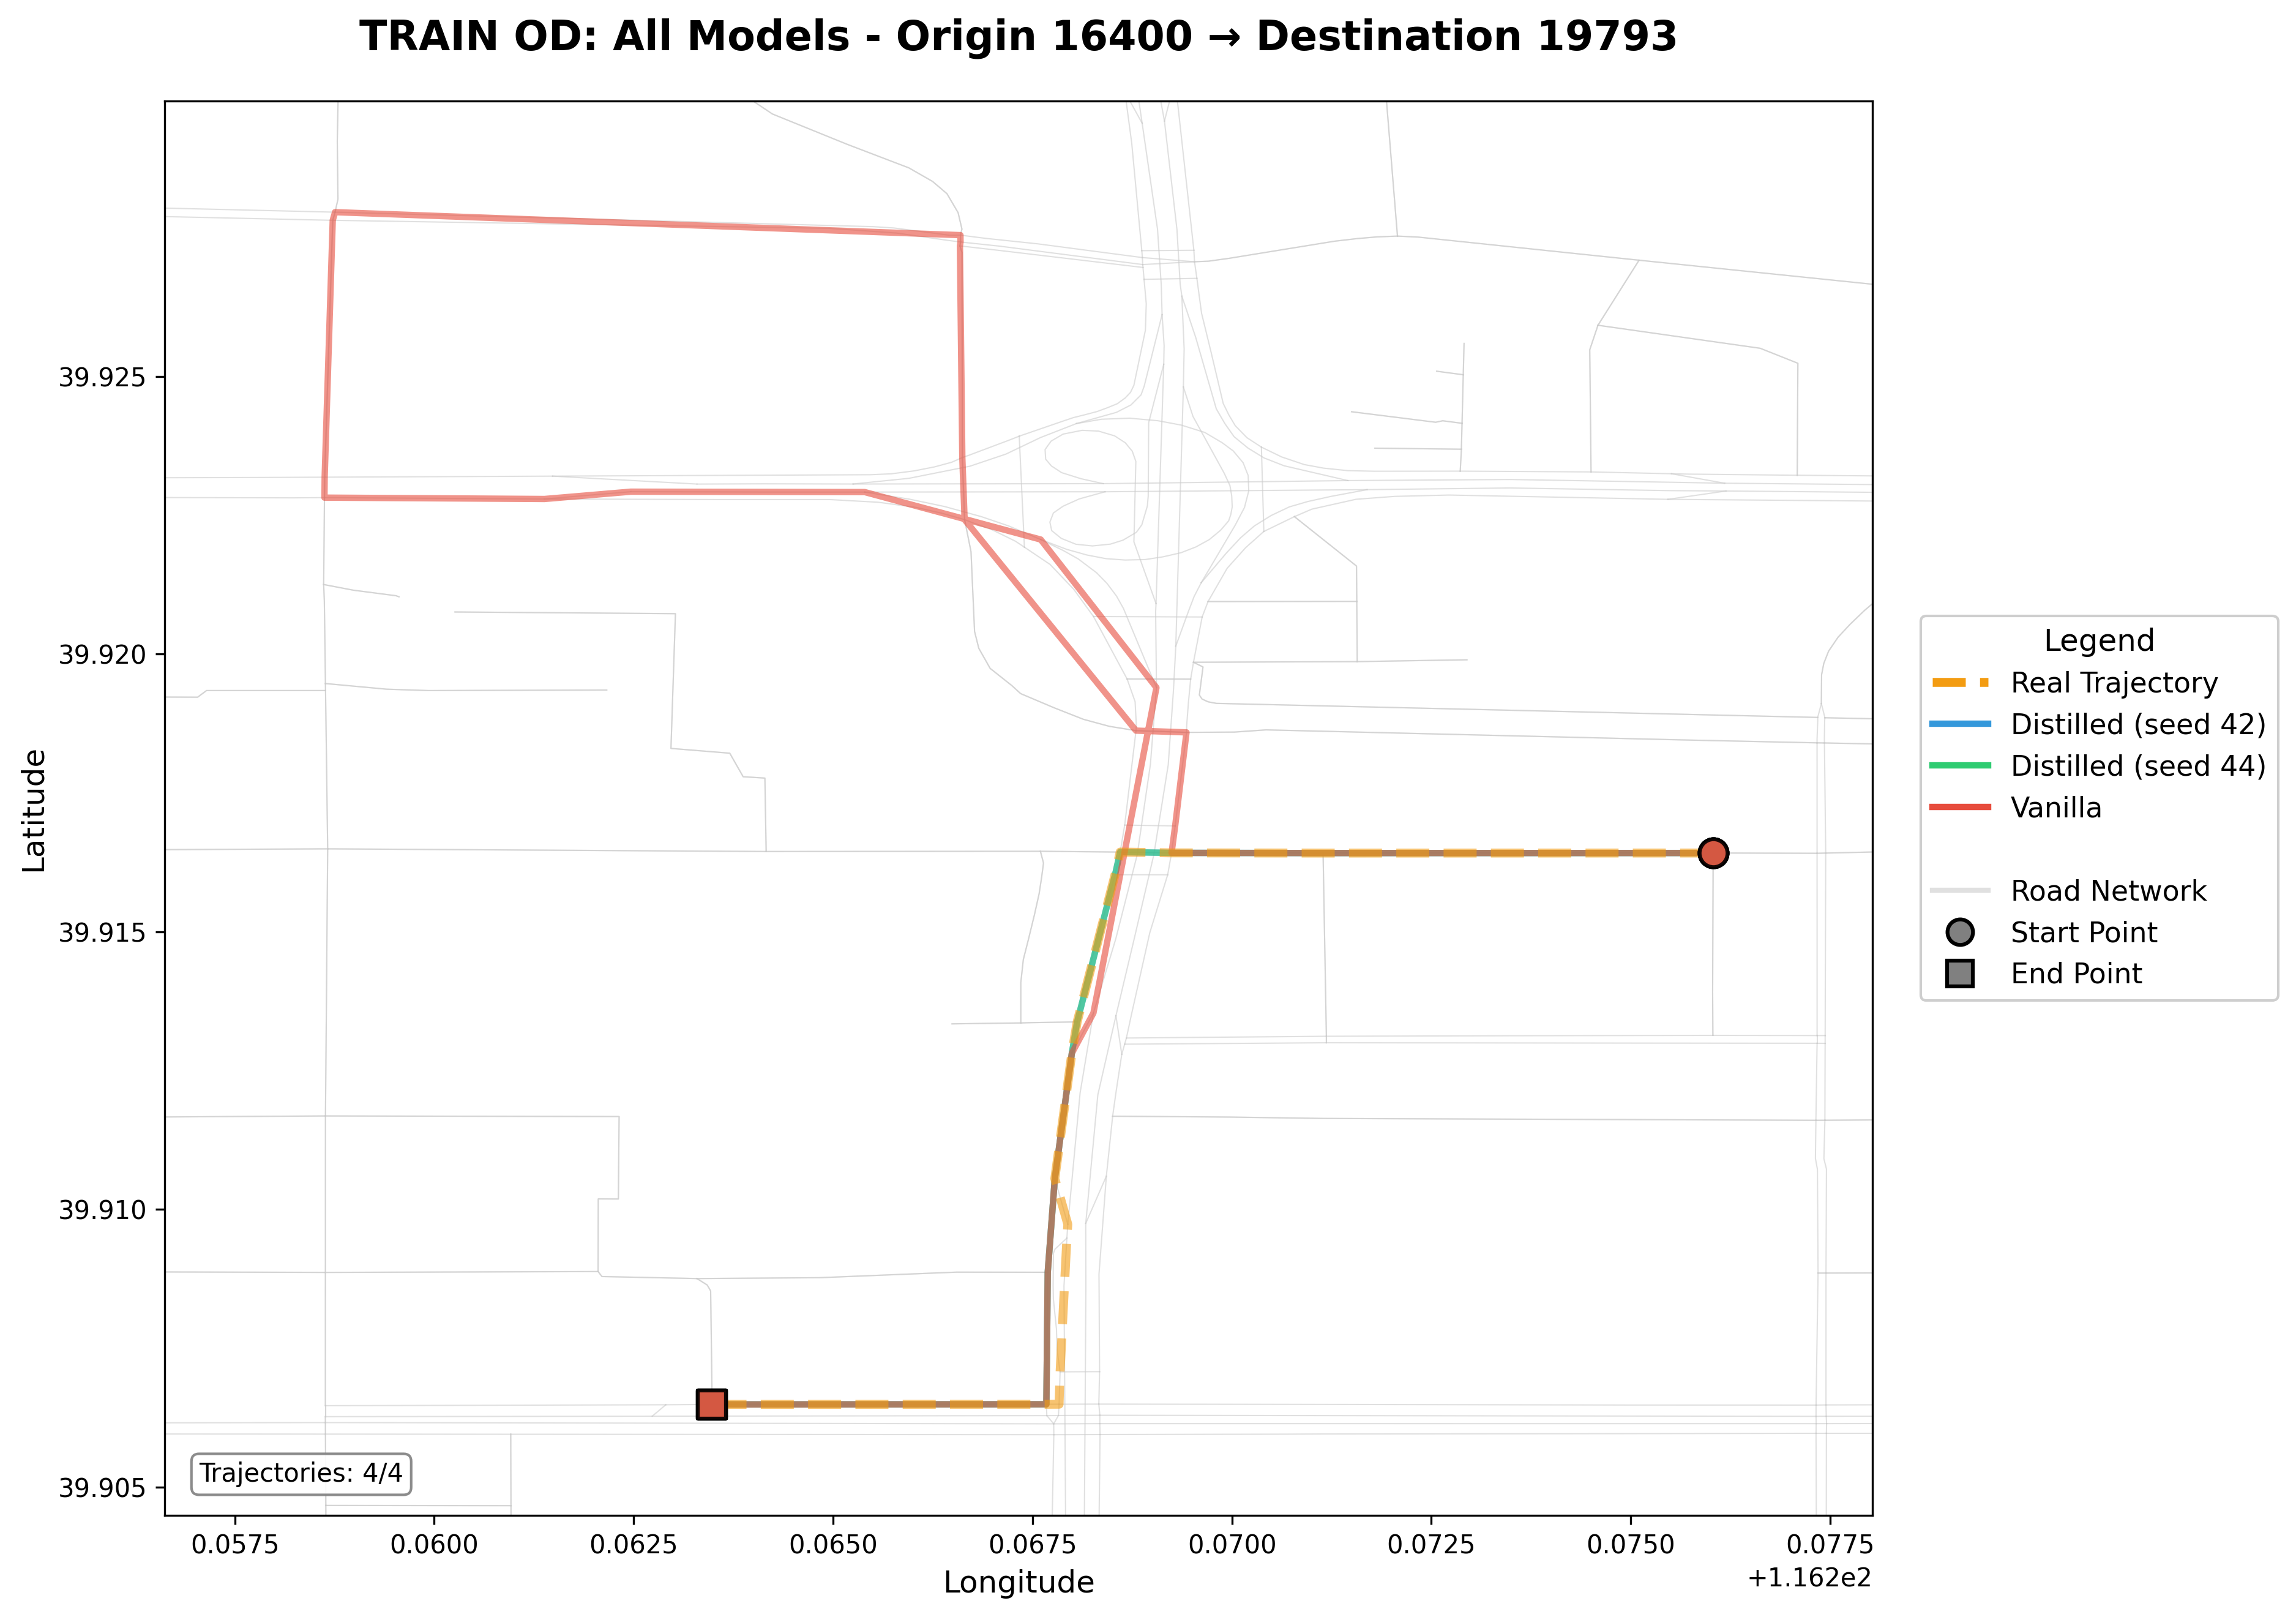 TRAIN OD: All Models - Origin 16400 → Destination 19793
Latitude
39.925
39.920
39.915
39.910
39.905
Trajectories: 4/4
0.0575
0.0600
0.0625
0.0650
0.0675
0.0700
0.0725
0.0750
0.0775
+1.162e2
Longitude
Legend
Real Trajectory
Distilled (seed 42)
Distilled (seed 44)
Vanilla
Road Network
Start Point
End Point